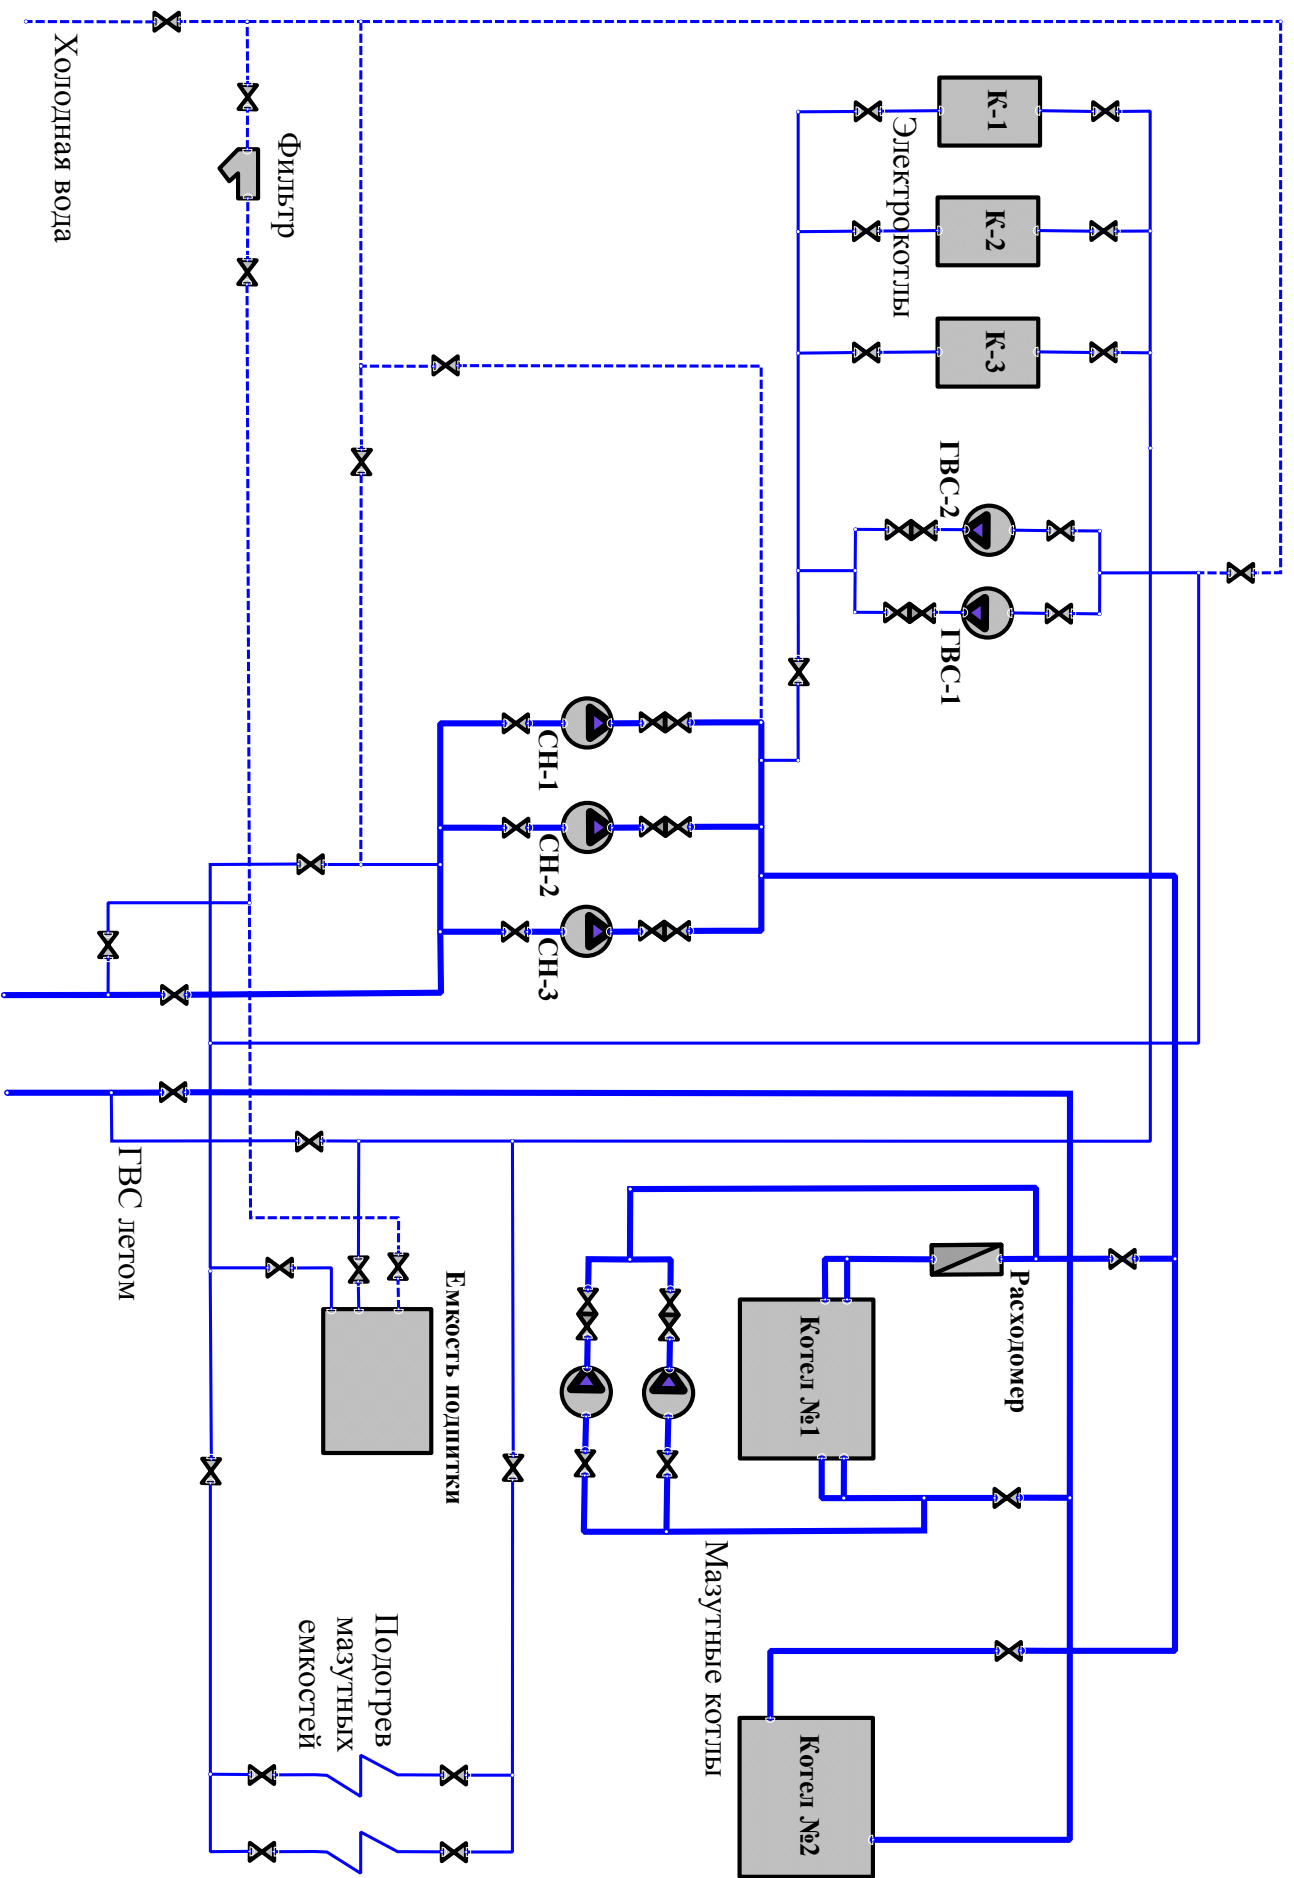 К-1
К-2
К-3
Электрокотлы
ГВС-2
ГВС-1
Фильтр
Холодная вода
СН-1
СН-2
СН-3
Расходомер
Котел №1
Котел №2
Мазутные котлы
ГВС летом
Емкость подпитки
Подогрев
мазутных
емкостей